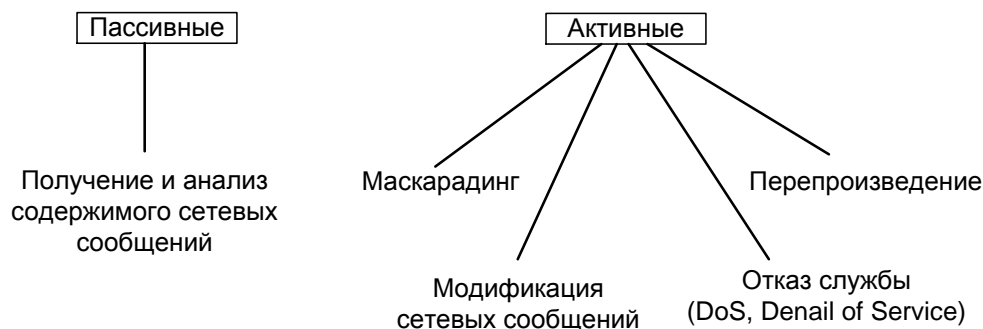 Пассивные
Активные
Получение и анализ
содержимого сетевых
сообщений
Маскарадинг
Перепроизведение
Модификация
сетевых сообщений
Отказ службы
(DoS, Denail of Service)